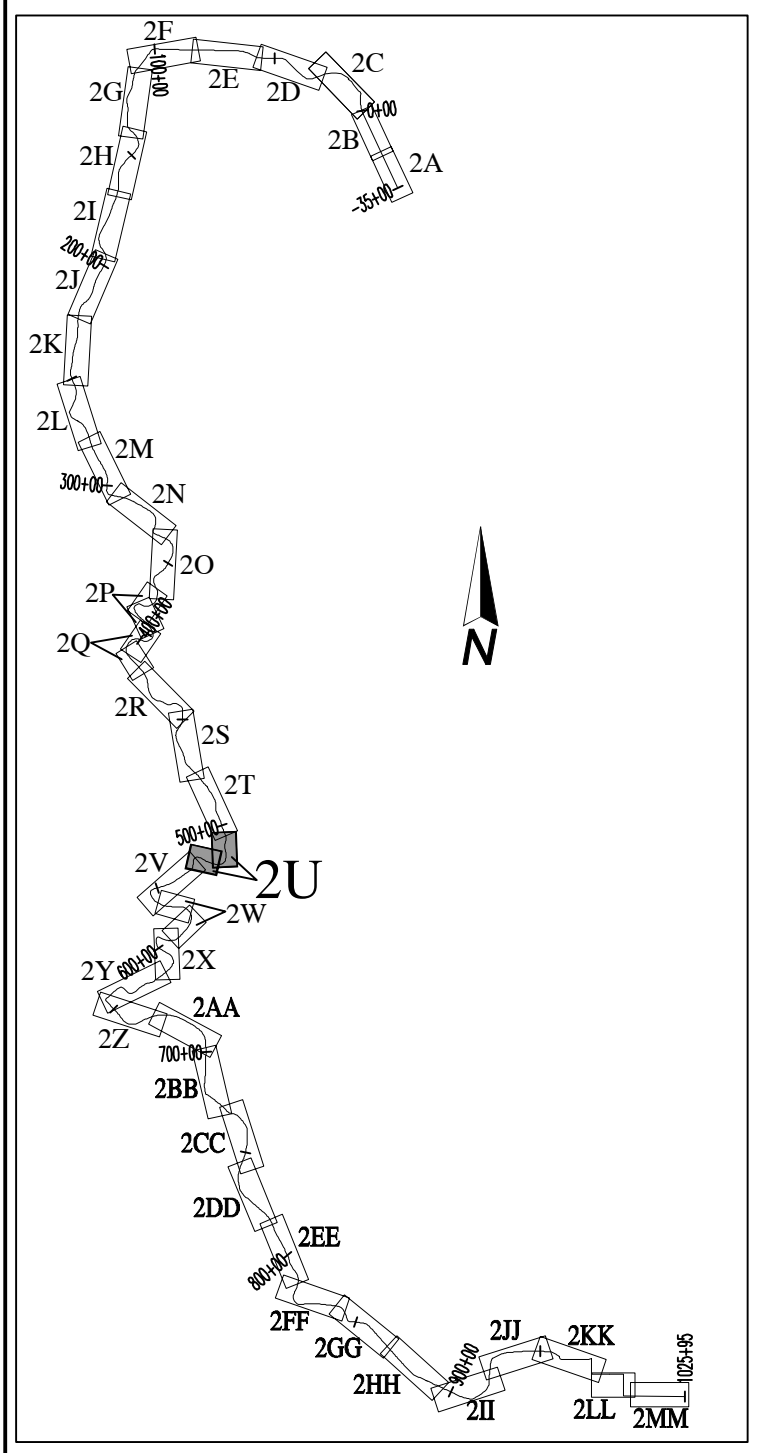 2F
2C
100+00
2G
2E
2D
0+00
2B
2H
2A
-35+00
2I
200+00
2J
2K
2L
2M
300+00
2N
2O
2P
400+00
2Q
N
2R
2S
2T
500+00
2V
2U
2W
600+00
2X
2Y
2AA
2Z
700+00
2BB
2CC
2DD
2EE
800+00
2FF
2GG
2JJ
2KK
900+00
1025+95
2HH
2II
2LL
2MM